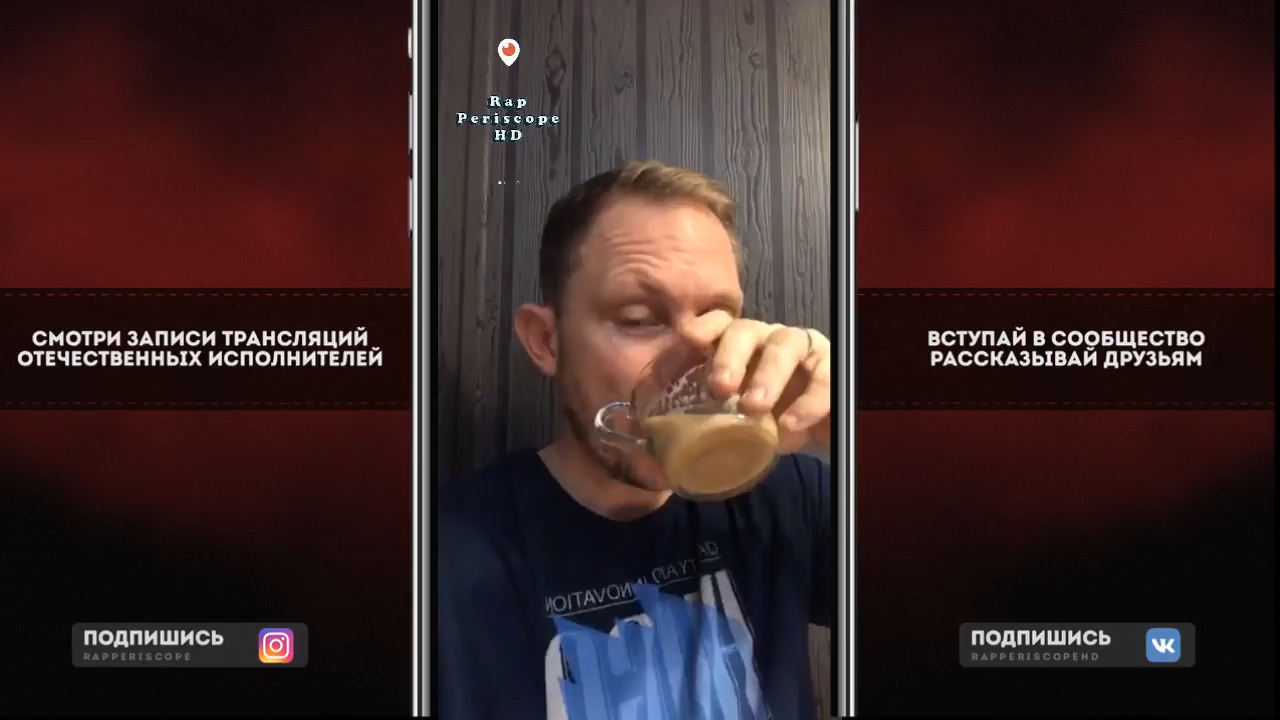 Rap
Periscope
HD
СМОТРИ ЗАПИСИ ТРАНСЛЯЦИЙ
ОТЕЧЕСТВЕННЫХ ИСПОЛНИТЕЛЕЙ
ВСТУПАЙ В СООБЩЕСТВО
РАССКАЗЫВАЙ ДРУЗЬЯМ
INNOVATION
ПОДПИШИСЬ
RAPPERISCOPE
ПОДПИШИСЬ
RAPPERISCOPEHD